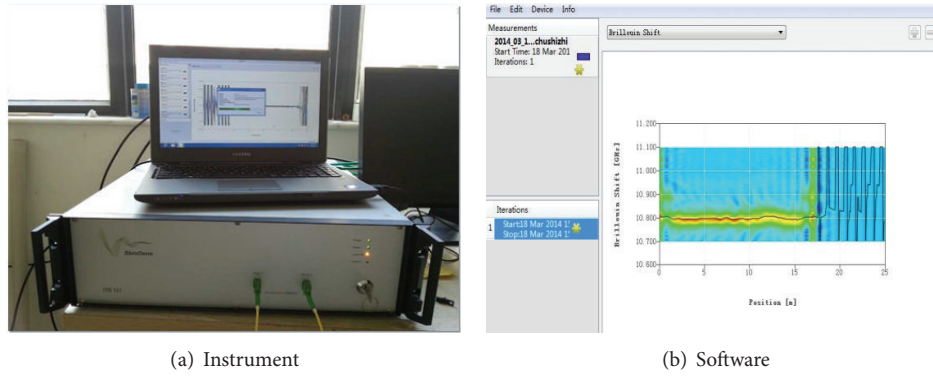 File Edit Device Info
Measurements
2014_03_1...chushizhi
Start Time: 18 Mar 201
Iterations: 1
Brillouin Shift
Iterations
1 Start:18 Mar 2014 1!
Stop:18 Mar 2014 1!
Brillouin Shift [GHz]
11.200
11.100
11.000
10.900
10.800
10.700
10.600
0 5 10 15 20 25
Position [m]
(a) Instrument
(b) Software